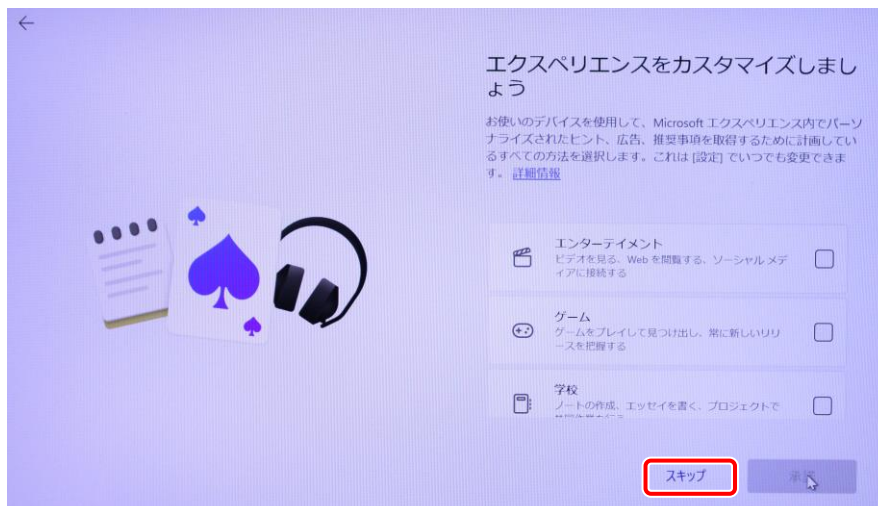 エクスペリエンスをカスタマイズしまし
ょう
お使いのデバイスを使用して、Microsoft エクスペリエンス内でパーソ
ナライズされたヒント、広告、推奨事項を取得するために計画してい
るすべての方法を選択します。これは [設定] でいつでも変更できま
す。 詳細情報
エンターテイメント
ビデオを見る、Web を閲覧する、ソーシャル メデ
ィアに接続する
ゲーム
ゲームをプレイして見つけ出し、常に新しいリリ
ースを把握する
学校
ノートの作成、エッセイを書く、プロジェクトで
スキップ